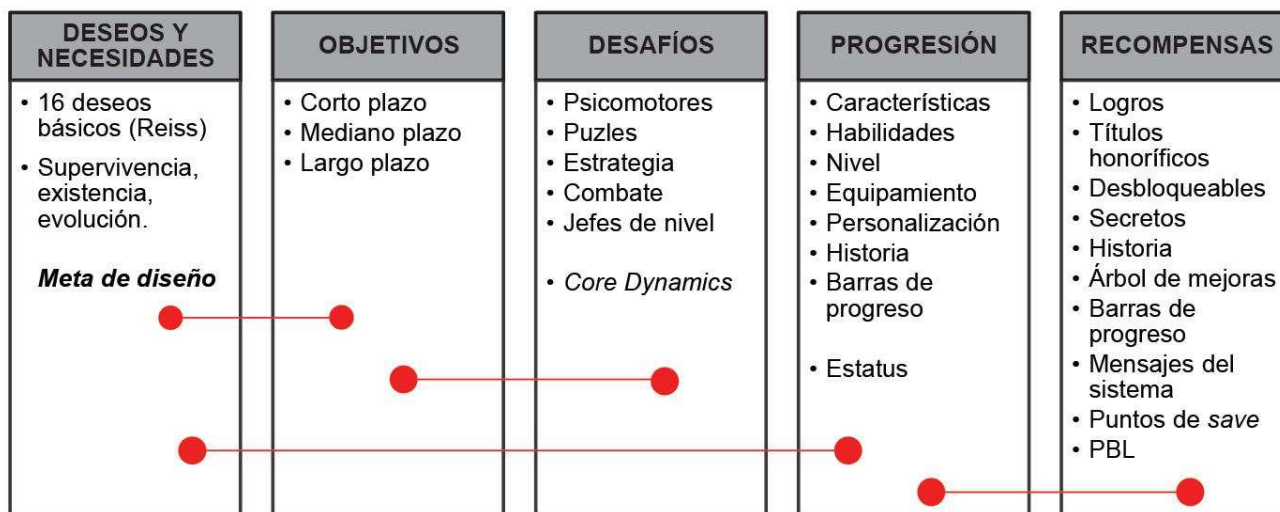 DESEOS Y
NECESIDADES
• 16 deseos
básicos (Reiss)
• Supervivencia,
existencia,
evolución.
Meta de diseño
OBJETIVOS
• Corto plazo
• Mediano plazo
• Largo plazo
DESAFÍOS
• Psicomotores
• Puzles
• Estrategia
• Combate
• Jefes de nivel
• Core Dynamics
PROGRESIÓN
• Características
• Habilidades
• Nivel
• Equipamiento
• Personalización
• Historia
• Barras de
progreso
• Estatus
RECOMPENSAS
• Logros
• Títulos
honoríficos
• Desbloqueables
• Secretos
• Historia
• Árbol de mejoras
• Barras de
progreso
• Mensajes del
sistema
• Puntos de save
• PBL